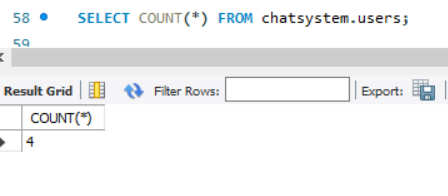 58 SELECT COUNT(*) FROM chatsystem.users;
59
Result Grid Filter Rows: Export:
COUNT(*)
4